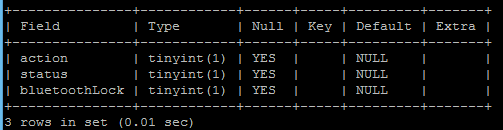 +---------------+------------+------+-----+---------+-------+
| Field         | Type       | Null | Key | Default | Extra |
+---------------+------------+------+-----+---------+-------+
| action        | tinyint(1) | YES  |     | NULL    |       |
| status        | tinyint(1) | YES  |     | NULL    |       |
| bluetoothLock | tinyint(1) | YES  |     | NULL    |       |
+---------------+------------+------+-----+---------+-------+
3 rows in set (0.01 sec)